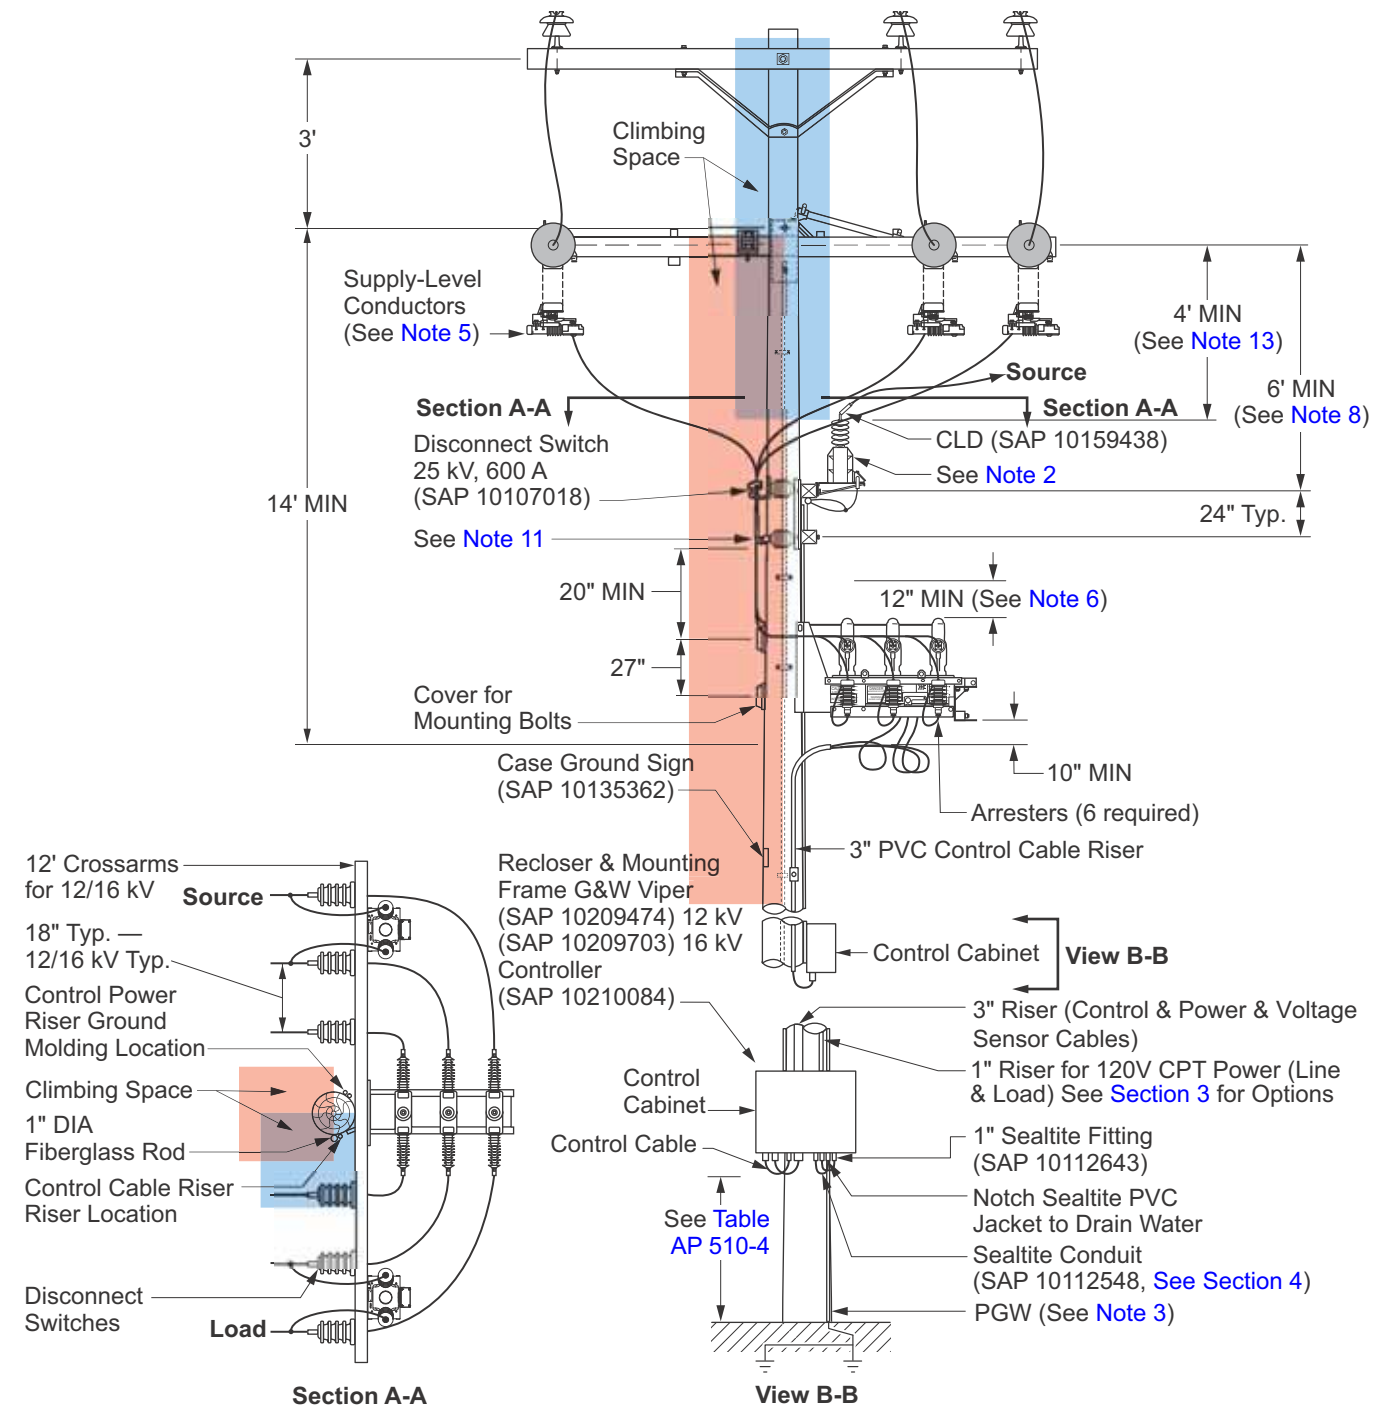 3'
Climbing
Space
Supply-Level
Conductors
(See Note 5)
4' MIN
(See Note 13)
6' MIN
(See Note 8)
Source
Section A-A
Section A-A
Disconnect Switch
25 kV, 600 A
(SAP 10107018)
CLD (SAP 10159438)
See Note 2
14' MIN
24" Typ.
See Note 11
20" MIN
12" MIN (See Note 6)
27"
Cover for
Mounting Bolts
Case Ground Sign
(SAP 10135362)
10" MIN
Arresters (6 required)
3" PVC Control Cable Riser
Recloser & Mounting
Frame G&W Viper
(SAP 10209474) 12 kV
(SAP 10209703) 16 kV
Controller
(SAP 10210084)
Control Cabinet
View B-B
12' Crossarms
for 12/16 kV
Source
18" Typ. —
12/16 kV Typ.
Control Power
Riser Ground
Molding Location
Climbing Space
1" DIA
Fiberglass Rod
Control Cable Riser
Riser Location
Disconnect
Switches
Load
Section A-A
3" Riser (Control & Power & Voltage
Sensor Cables)
1" Riser for 120V CPT Power (Line
& Load) See Section 3 for Options
Control
Cabinet
Control Cable
1" Sealtite Fitting
(SAP 10112643)
Notch Sealtite PVC
Jacket to Drain Water
See Table
AP 510-4
Sealtite Conduit
(SAP 10112548, See Section 4)
PGW (See Note 3)
View B-B